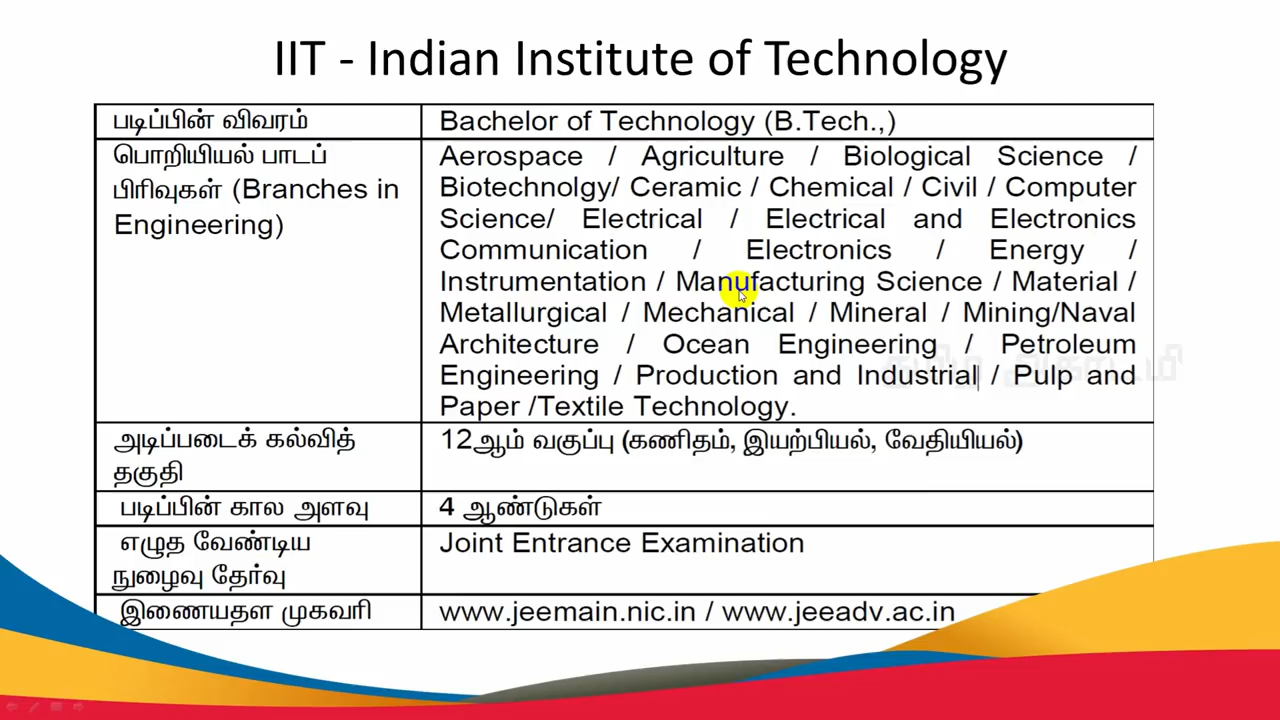 IIT - Indian Institute of Technology
படிப்பின் விவரம்
Bachelor of Technology (B.Tech.,)
பொறியியல் பாடப்
பிரிவுகள் (Branches in
Engineering)
Aerospace / Agriculture / Biological Science /
Biotechnolgy/ Ceramic / Chemical / Civil / Computer
Science/ Electrical / Electrical and Electronics
Communication / Electronics / Energy /
Instrumentation / Manufacturing Science / Material /
Metallurgical / Mechanical / Mineral / Mining/Naval
Architecture / Ocean Engineering / Petroleum
Engineering / Production and Industrial / Pulp and
Paper /Textile Technology.
அடிப்படைக் கல்வித்
தகுதி
12ஆம் வகுப்பு (கணிதம், இயற்பியல், வேதியியல்)
படிப்பின் கால அளவு
4 ஆண்டுகள்
எழுத வேண்டிய
நுழைவு தேர்வு
Joint Entrance Examination
இணையதள முகவரி
www.jeemain.nic.in / www.jeeadv.ac.in